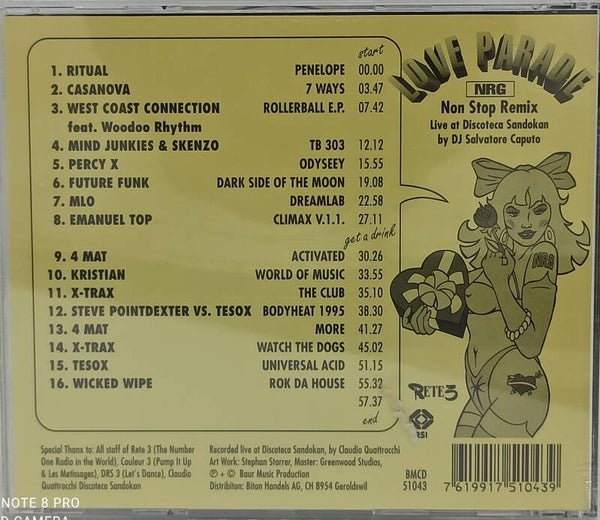 start
1. RITUAL PENELOPE 00.00
2. CASANOVA 7 WAYS 03.47
3. WEST COAST CONNECTION ROLLERBALL E.P. 07.42
feat. Woodoo Rhythm
4. MIND JUNKIES & SKENZO TB 303 12.12
5. PERCY X ODYSEEY 15.55
6. FUTURE FUNK DARK SIDE OF THE MOON 19.08
7. MLO DREAMLAB 22.58
8. EMANUEL TOP CLIMAX V.1.1. 27.11
get a drink
9. 4 MAT ACTIVATED 30.26
10. KRISTIAN WORLD OF MUSIC 33.55
11. X-TRAX THE CLUB 35.10
12. STEVE POINTDEXTER VS. TESOX BODYHEAT 1995 38.30
13. 4 MAT MORE 41.27
14. X-TRAX WATCH THE DOGS 45.02
15. TESOX UNIVERSAL ACID 51.15
16. WICKED WIPE ROK DA HOUSE 55.32
57.37
end
LOVE PARADE
NRG
Non Stop Remix
Live at Discoteca Sandokan
by DJ Salvatore Caputo
NRG
RETE 3
RSI
Special Thanx to: All staff of Rete 3 (The Number
One Radio in the World), Couleur 3 (Pump It Up
& Les Metissages), DRS 3 (Let's Dance), Claudio
Quattrocchi Discoteca Sandokan
Recorded live at Discoteca Sandokan, by Claudio Quattrocchi
Art Work: Stephan Storrer, Master: Greenwood Studios,
℗ + © Baur Music Production
Distribiton: Biton Handels AG, CH 8954 Geroldswil
BMCD
51043
7 619917 510439
NOTE 8 PRO
D CAMERA